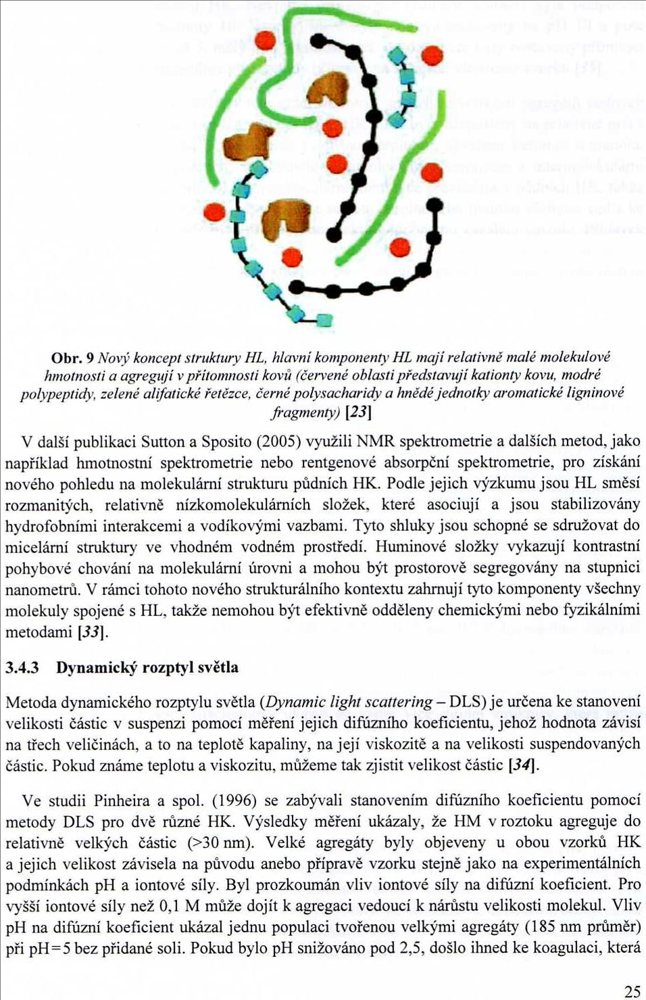 Obr. 9 Nový koncept struktury HL, hlavní komponenty HL mají relativně malé molekulové
hmotnosti a agregují v přítomnosti kovů (červené oblasti představují kationty kovu, modré
polypeptidy, zelené alifatické řetězce, černé polysacharidy a hnědé jednotky aromatické ligninové
fragmenty) [23]
V další publikaci Sutton a Sposito (2005) využili NMR spektrometrie a dalších metod, jako
například hmotnostní spektrometrie nebo rentgenové absorpční spektrometrie, pro získání
nového pohledu na molekulární strukturu půdních HK. Podle jejich výzkumu jsou HL směsí
rozmanitých, relativně nízkomolekulárních složek, které asociují a jsou stabilizovány
hydrofobními interakcemi a vodíkovými vazbami. Tyto shluky jsou schopné se sdružovat do
micelární struktury ve vhodném vodném prostředí. Huminové složky vykazují kontrastní
pohybové chování na molekulární úrovni a mohou být prostorově segregovány na stupnici
nanometrů. V rámci tohoto nového strukturálního kontextu zahrnují tyto komponenty všechny
molekuly spojené s HL, takže nemohou být efektivně odděleny chemickými nebo fyzikálními
metodami [33].
3.4.3 Dynamický rozptyl světla
Metoda dynamického rozptylu světla (Dynamic light scattering – DLS) je určena ke stanovení
velikosti částic v suspenzi pomocí měření jejich difúzního koeficientu, jehož hodnota závisí
na třech veličinách, a to na teplotě kapaliny, na její viskozitě a na velikosti suspendovaných
částic. Pokud známe teplotu a viskozitu, můžeme tak zjistit velikost částic [34].
Ve studii Pinheira a spol. (1996) se zabývali stanovením difúzního koeficientu pomocí
metody DLS pro dvě různé HK. Výsledky měření ukázaly, že HM v roztoku agreguje do
relativně velkých částic (>30 nm). Velké agregáty byly objeveny u obou vzorků HK
a jejich velikost závisela na původu anebo přípravě vzorku stejně jako na experimentálních
podmínkách pH a iontové síly. Byl prozkoumán vliv iontové síly na difúzní koeficient. Pro
vyšší iontové síly než 0,1 M může dojít k agregaci vedoucí k nárůstu velikosti molekul. Vliv
pH na difúzní koeficient ukázal jednu populaci tvořenou velkými agregáty (185 nm průměr)
při pH=5 bez přidané soli. Pokud bylo pH snižováno pod 2,5, došlo ihned ke koagulaci, která
25